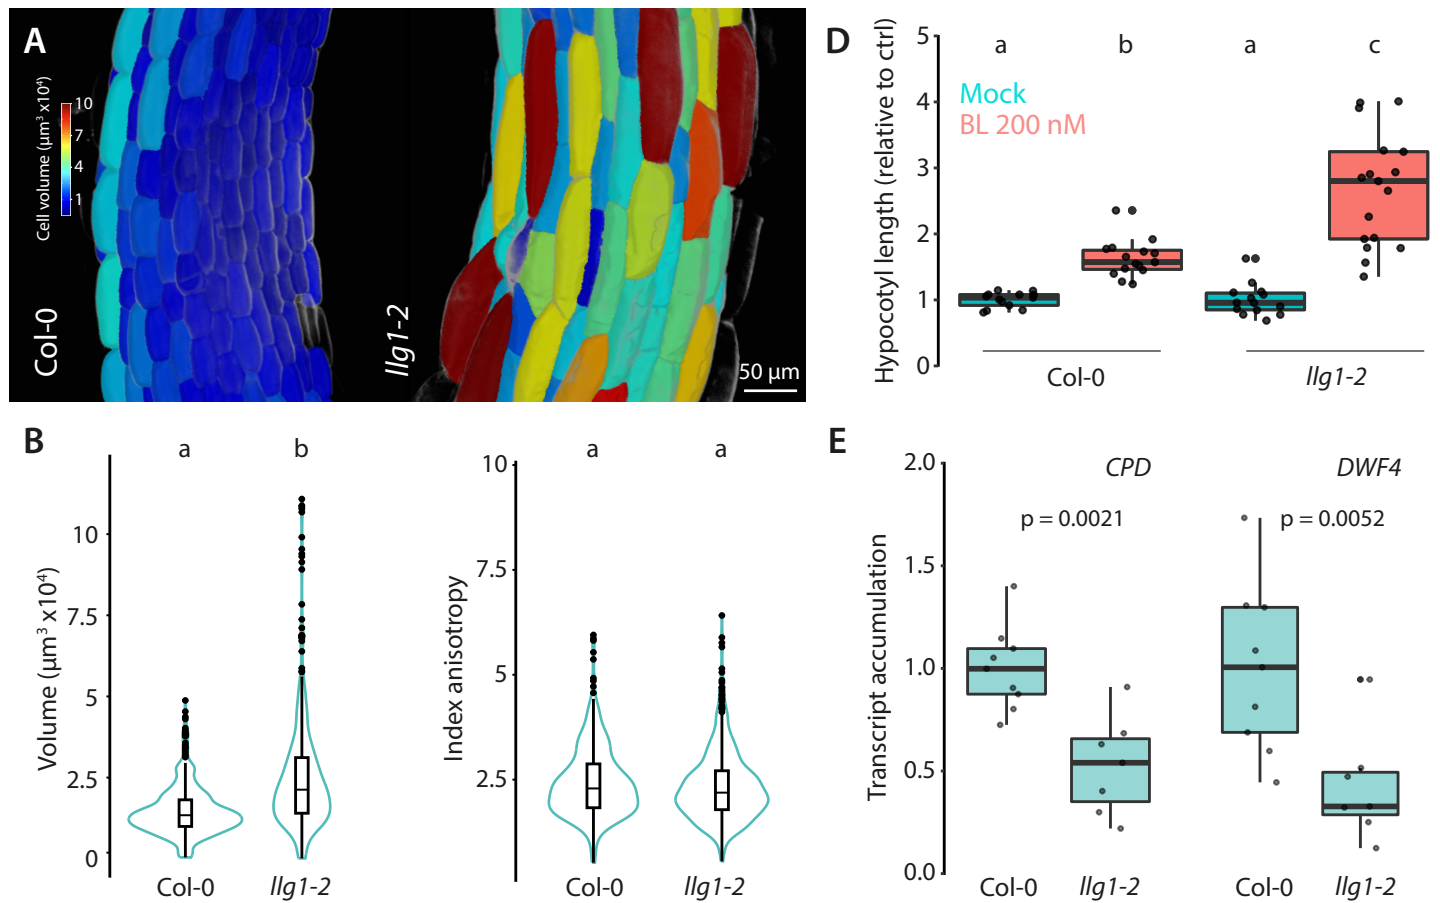 A
Cell volume (µm³ x10⁴)
10
7
4
1
Col-0
llg1-2
50 µm
B
a
b
Volume (µm³ x10⁴)
10
7.5
5
2.5
0
Col-0
llg1-2
a
a
Index anisotropy
10
7.5
5
2.5
Col-0
llg1-2
D
a
b
a
c
Mock
BL 200 nM
Hypocotyl length (relative to ctrl)
5
4
3
2
1
0
Col-0
llg1-2
E
CPD
DWF4
p = 0.0021
p = 0.0052
Transcript accumulation
2.0
1.5
1.0
0.5
0.0
Col-0
llg1-2
Col-0
llg1-2